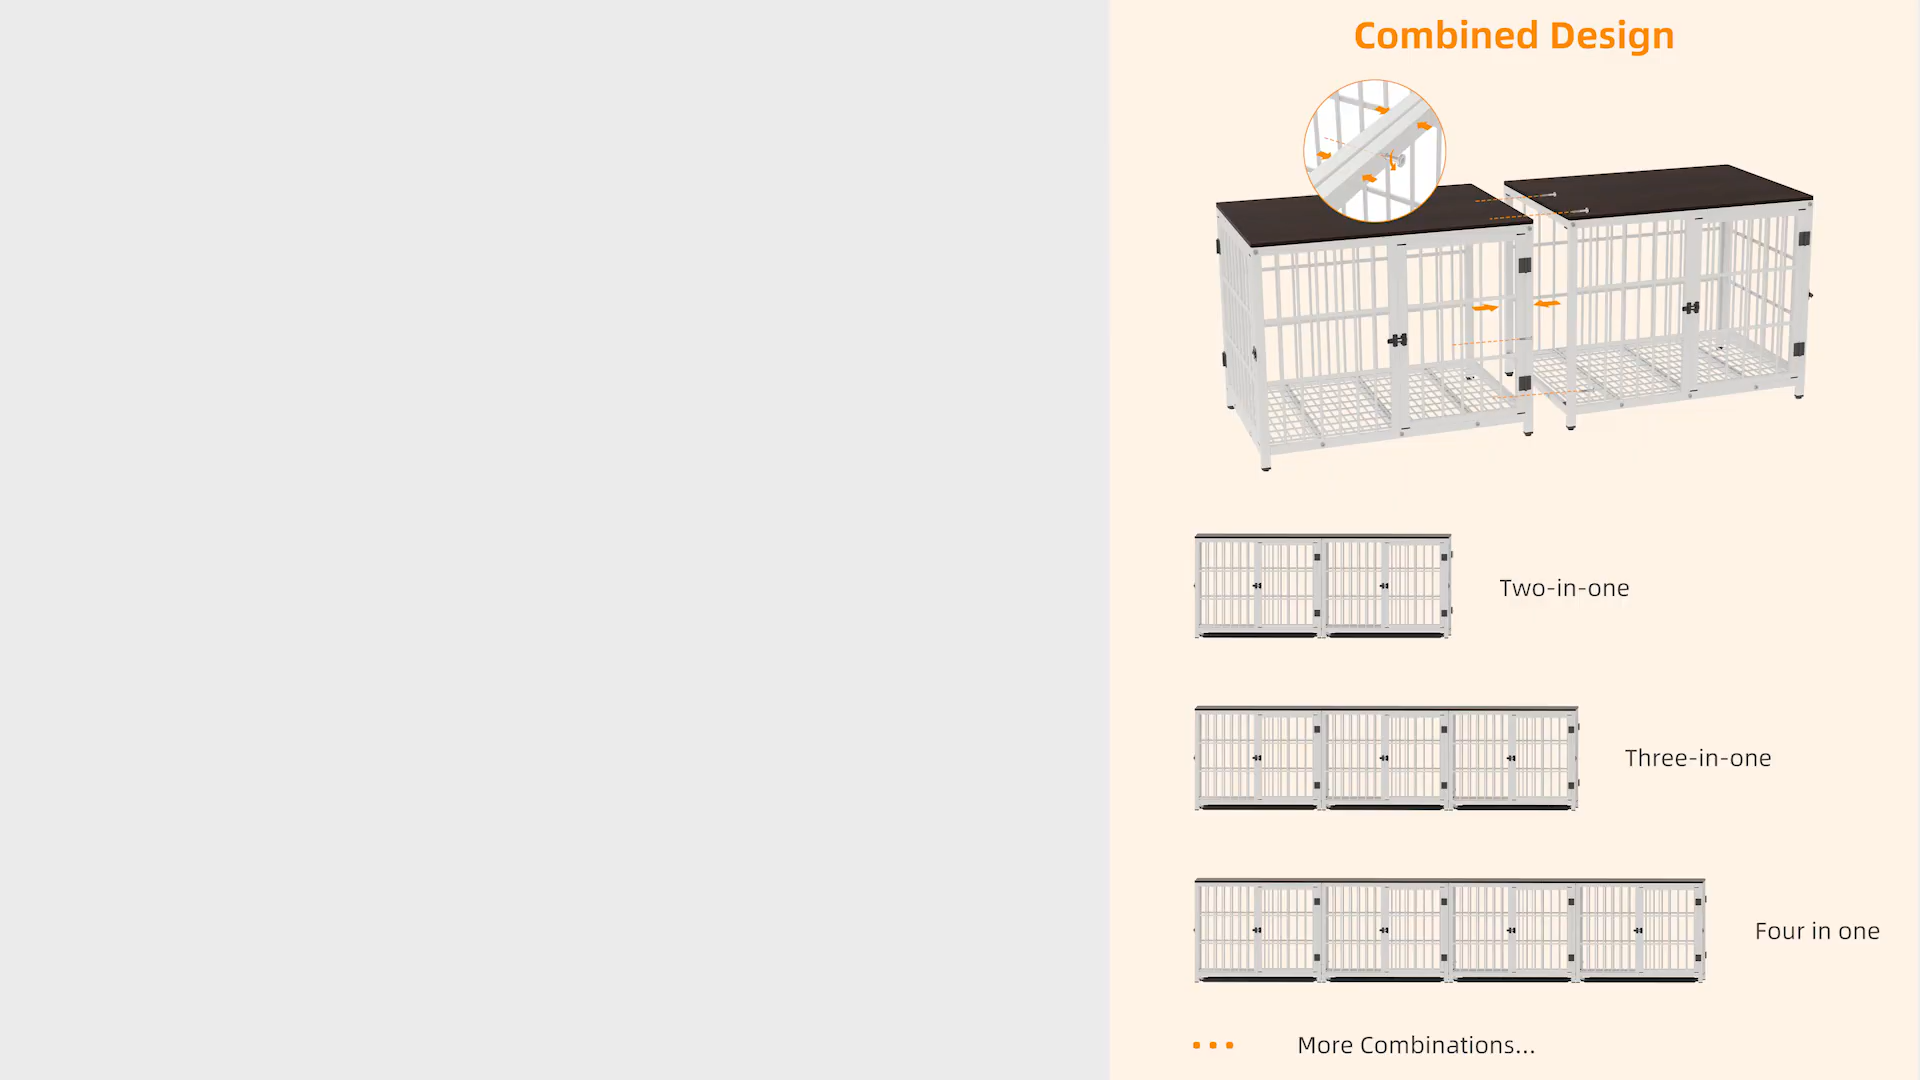 Combined Design
Two-in-one
Three-in-one
Four in one
More Combinations...